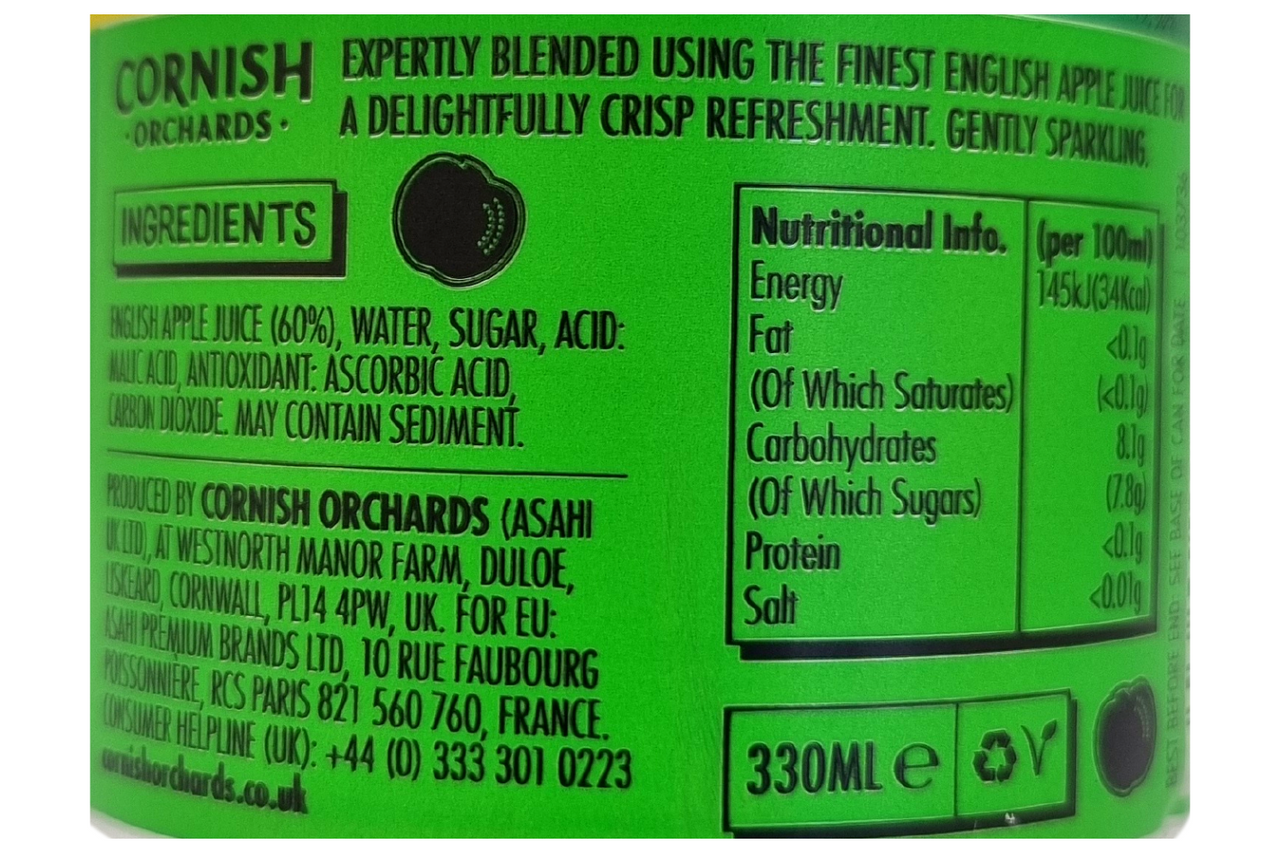 CORNISH
·ORCHARDS·
EXPERTLY BLENDED USING THE FINEST ENGLISH APPLE JUICE FOR
A DELIGHTFULLY CRISP REFRESHMENT. GENTLY SPARKLING.
INGREDIENTS
ENGLISH APPLE JUICE (60%), WATER, SUGAR, ACID:
MALIC ACID, ANTIOXIDANT: ASCORBIC ACID,
CARBON DIOXIDE. MAY CONTAIN SEDIMENT.
PRODUCED BY CORNISH ORCHARDS (ASAHI
UK LTD), AT WESTNORTH MANOR FARM, DULOE,
LISKEARD, CORNWALL, PL14 4PW, UK. FOR EU:
ASAHI PREMIUM BRANDS LTD, 10 RUE FAUBOURG
POISSONNIERE, RCS PARIS 821 560 760, FRANCE.
CONSUMER HELPLINE (UK): +44 (0) 333 301 0223
cornishorchards.co.uk
Nutritional Info. (per 100ml)
Energy 145kJ(34Kcal)
Fat <0.1g
(Of Which Saturates) (<0.1g)
Carbohydrates 8.1g
(Of Which Sugars) (7.8g)
Protein <0.1g
Salt <0.01g
330ML e V
BEST BEFORE END: SEE BASE OF CAN FOR DATE